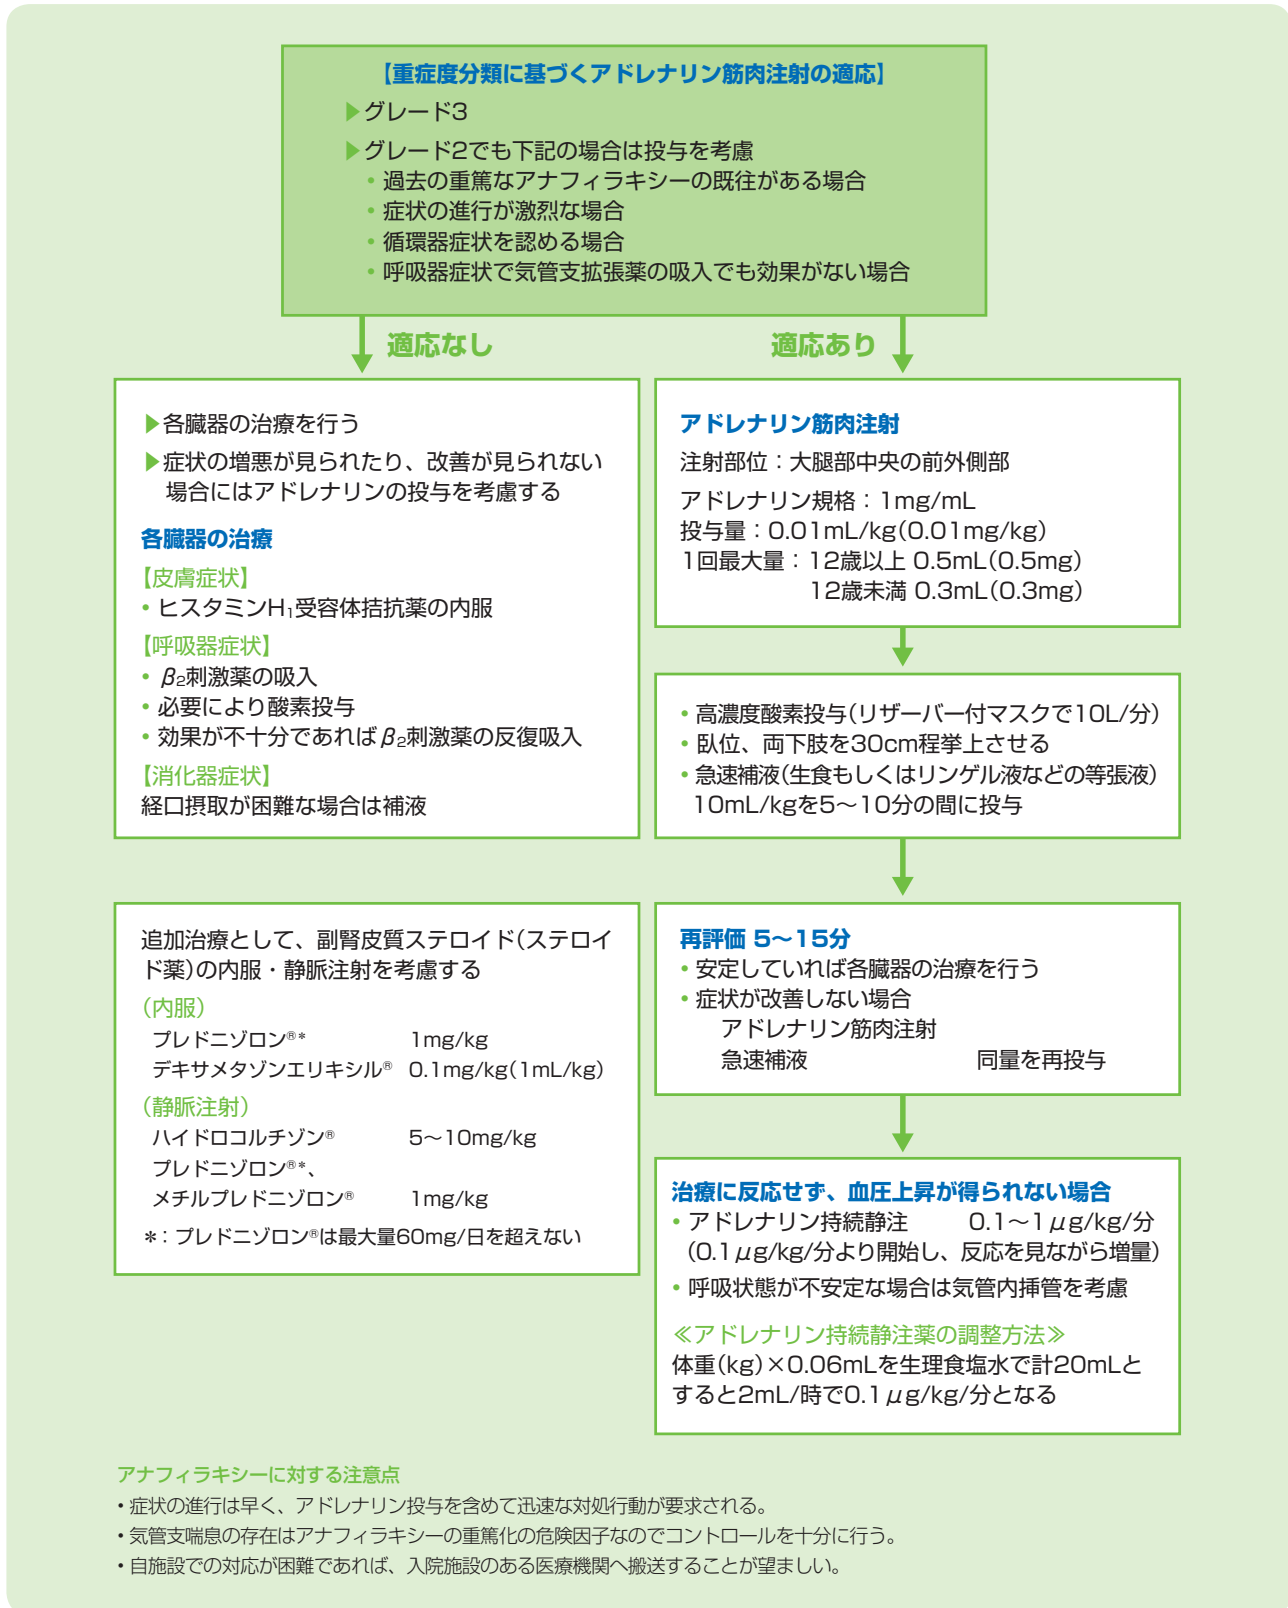 【重症度分類に基づくアドレナリン筋肉注射の適応】
▶グレード3
▶グレード2でも下記の場合は投与を考慮
・過去の重篤なアナフィラキシーの既往がある場合
・症状の進行が激烈な場合
・循環器症状を認める場合
・呼吸器症状で気管支拡張薬の吸入でも効果がない場合
適応なし
適応あり
▶各臓器の治療を行う
▶症状の増悪が見られたり、改善が見られない
場合にはアドレナリンの投与を考慮する
各臓器の治療
【皮膚症状】
・ヒスタミンH₁受容体拮抗薬の内服
【呼吸器症状】
・β₂刺激薬の吸入
・必要により酸素投与
・効果が不十分であればβ₂刺激薬の反復吸入
【消化器症状】
経口摂取が困難な場合は補液
アドレナリン筋肉注射
注射部位：大腿部中央の前外側部
アドレナリン規格：1mg/mL
投与量：0.01mL/kg(0.01mg/kg)
1回最大量：12歳以上 0.5mL(0.5mg)
12歳未満 0.3mL(0.3mg)
・高濃度酸素投与(リザーバー付マスクで10L/分)
・臥位、両下肢を30cm程挙上させる
・急速補液(生食もしくはリンゲル液などの等張液)
10mL/kgを5～10分の間に投与
追加治療として、副腎皮質ステロイド(ステロイ
ド薬)の内服・静脈注射を考慮する
(内服)
プレドニゾロン®* 1mg/kg
デキサメタゾンエリキシル® 0.1mg/kg(1mL/kg)
(静脈注射)
ハイドロコルチゾン® 5～10mg/kg
プレドニゾロン®*、
メチルプレドニゾロン® 1mg/kg
*：プレドニゾロン®は最大量60mg/日を超えない
再評価 5～15分
・安定していれば各臓器の治療を行う
・症状が改善しない場合
アドレナリン筋肉注射
急速補液 同量を再投与
治療に反応せず、血圧上昇が得られない場合
・アドレナリン持続静注 0.1～1μg/kg/分
(0.1μg/kg/分より開始し、反応を見ながら増量)
・呼吸状態が不安定な場合は気管内挿管を考慮
≪アドレナリン持続静注薬の調整方法≫
体重(kg)×0.06mLを生理食塩水で計20mLと
すると2mL/時で0.1μg/kg/分となる
アナフィラキシーに対する注意点
・症状の進行は早く、アドレナリン投与を含めて迅速な対処行動が要求される。
・気管支喘息の存在はアナフィラキシーの重篤化の危険因子なのでコントロールを十分に行う。
・自施設での対応が困難であれば、入院施設のある医療機関へ搬送することが望ましい。